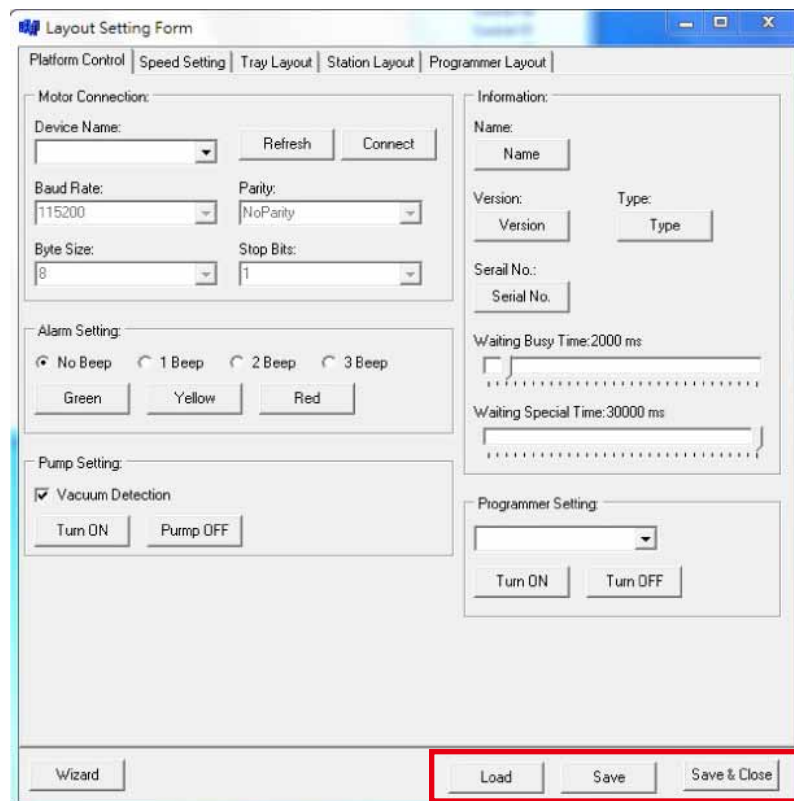 Layout Setting Form
Platform Control Speed Setting Tray Layout Station Layout Programmer Layout
Motor Connection:
Device Name:
Refresh Connect
Baud Rate: Parity:
115200 NoParity
Byte Size: Stop Bits:
8 1
Alarm Setting:
No Beep 1 Beep 2 Beep 3 Beep
Green Yellow Red
Pump Setting:
Vacuum Detection
Turn ON Pump OFF
Information:
Name:
Name
Version: Type:
Version Type
Serail No.:
Serial No.
Waiting Busy Time:2000 ms
Waiting Special Time:30000 ms
Programmer Setting:
Turn ON Turn OFF
Wizard Load Save Save & Close